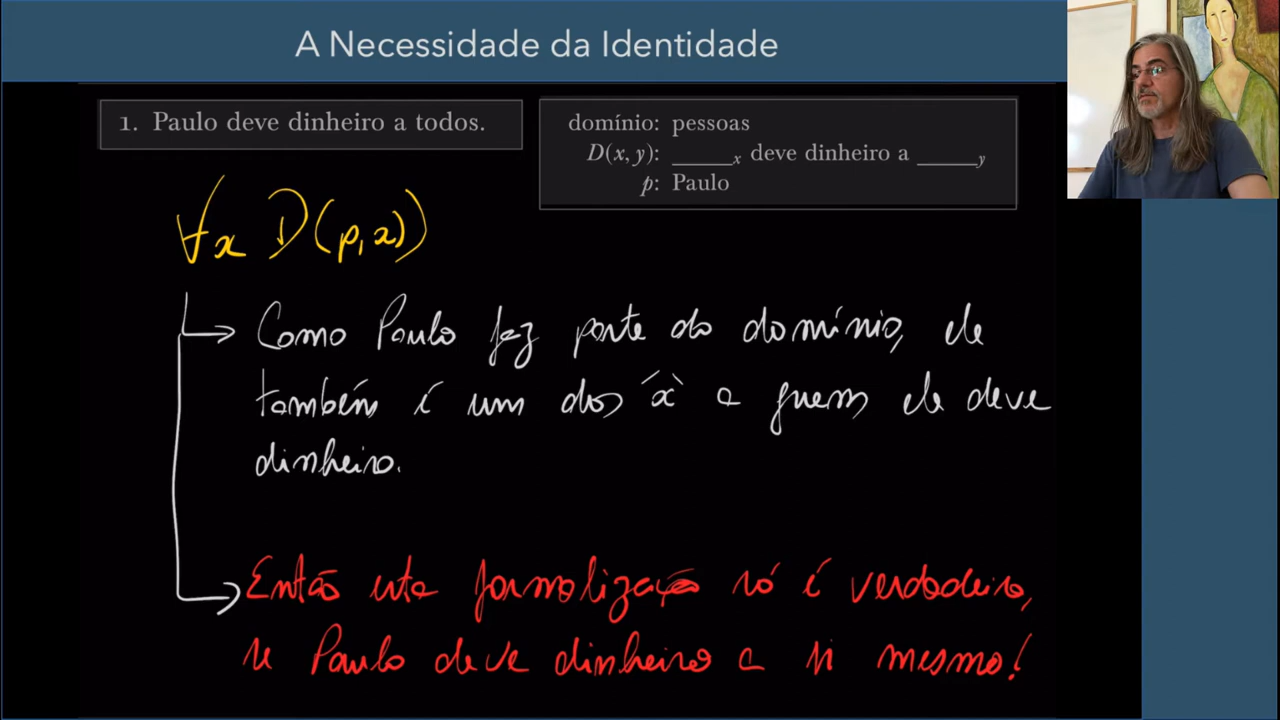 A Necessidade da Identidade
1. Paulo deve dinheiro a todos.
domínio: pessoas
D(x, y): _____x deve dinheiro a _____y
p: Paulo
∀x D(p,x)
Como Paulo faz parte do domínio, ele
também é um dos 'x' a quem ele deve
dinheiro.
Então esta formalização só é verdadeira,
se Paulo deve dinheiro a si mesmo!